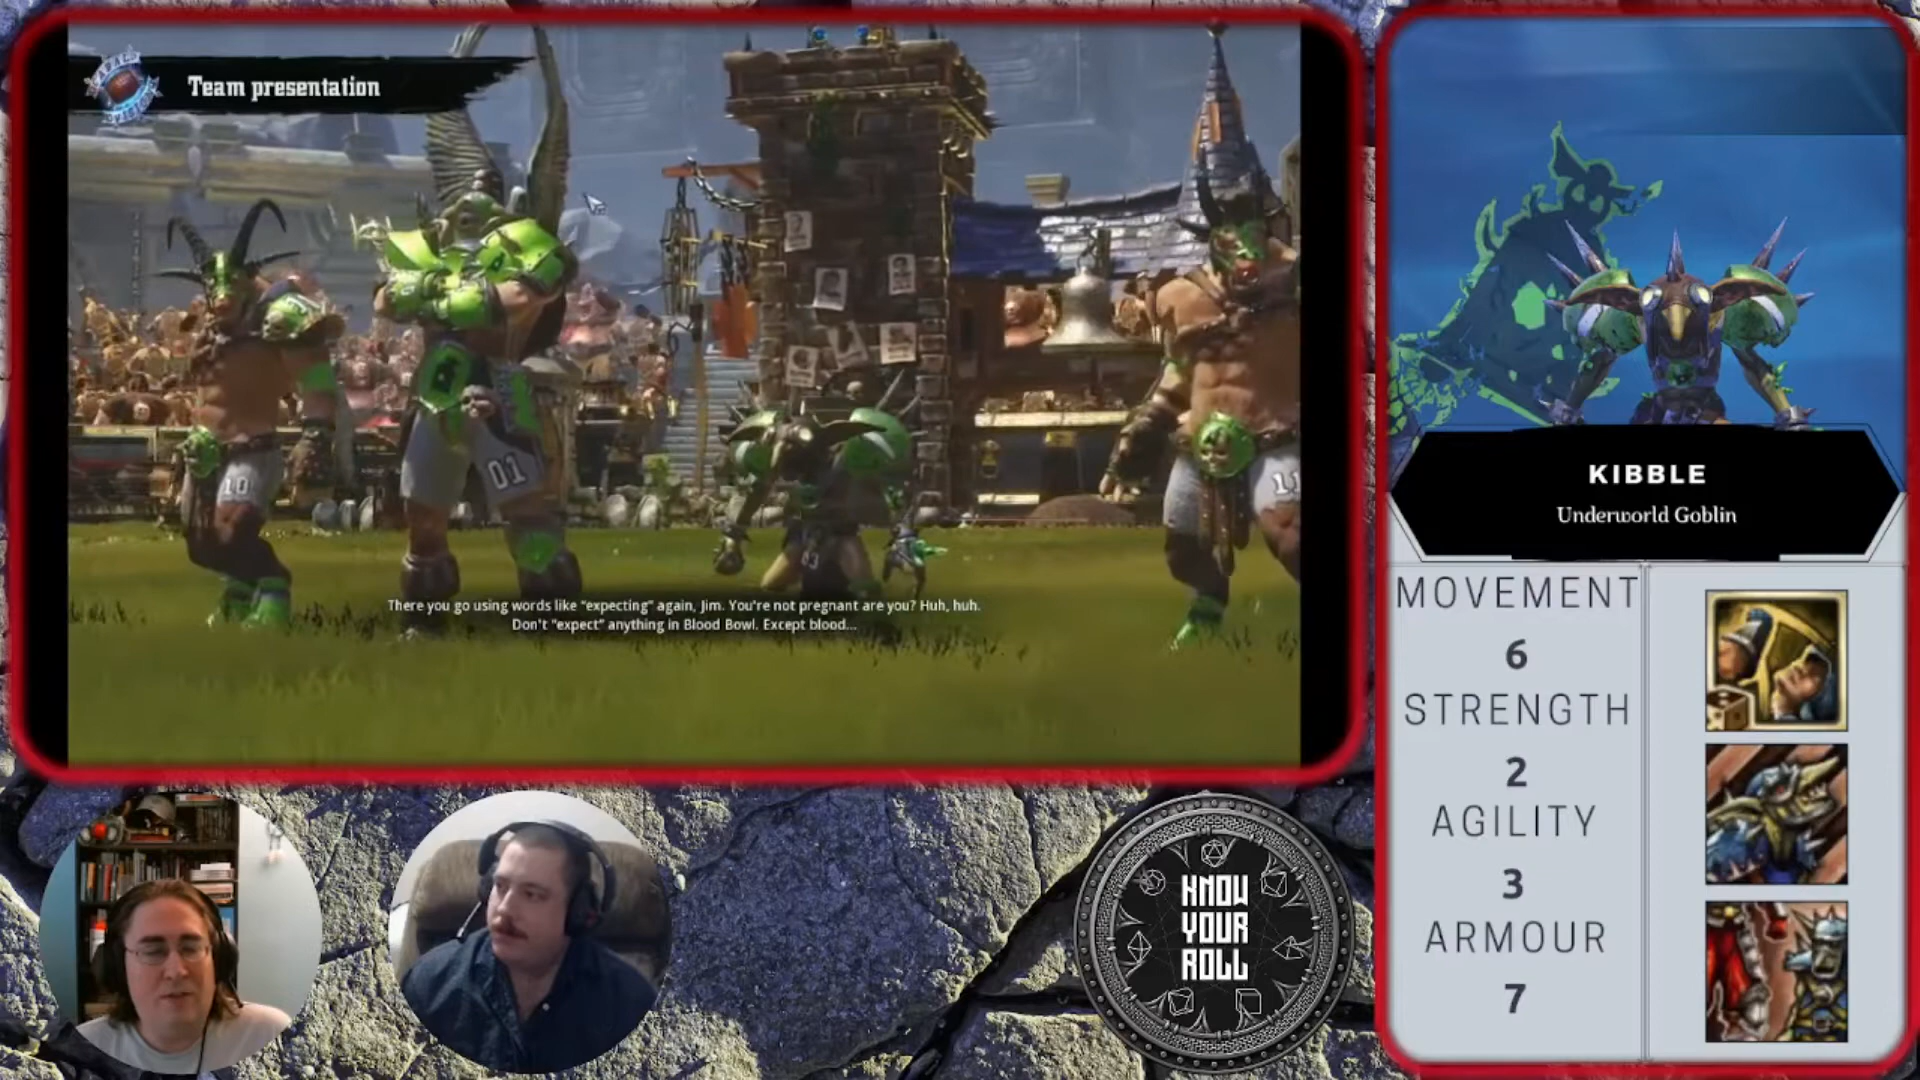 Team presentation
10
01
11
There you go using words like "expecting" again, Jim. You're not pregnant are you? Huh, huh.
Don't "expect" anything in Blood Bowl. Except blood...
KIBBLE
Underworld Goblin
MOVEMENT
6
STRENGTH
2
AGILITY
3
ARMOUR
7
KNOW
YOUR
ROLL